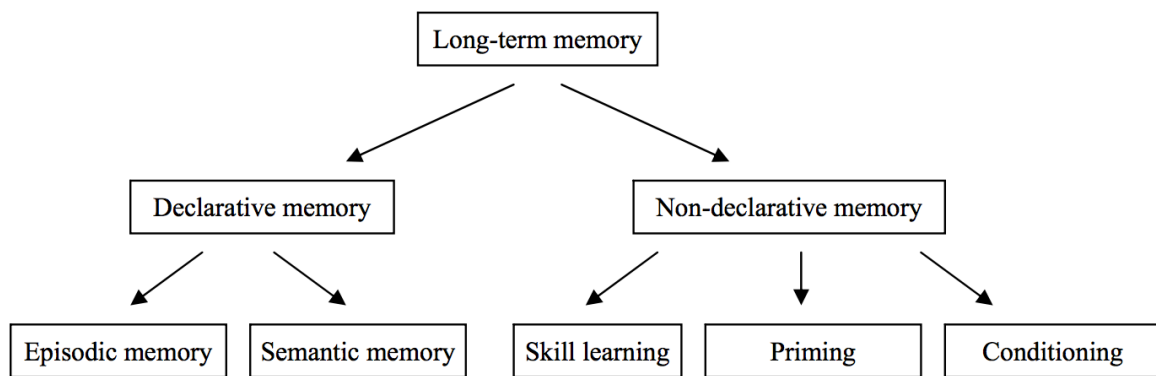 Long-term memory
Declarative memory
Non-declarative memory
Episodic memory
Semantic memory
Skill learning
Priming
Conditioning